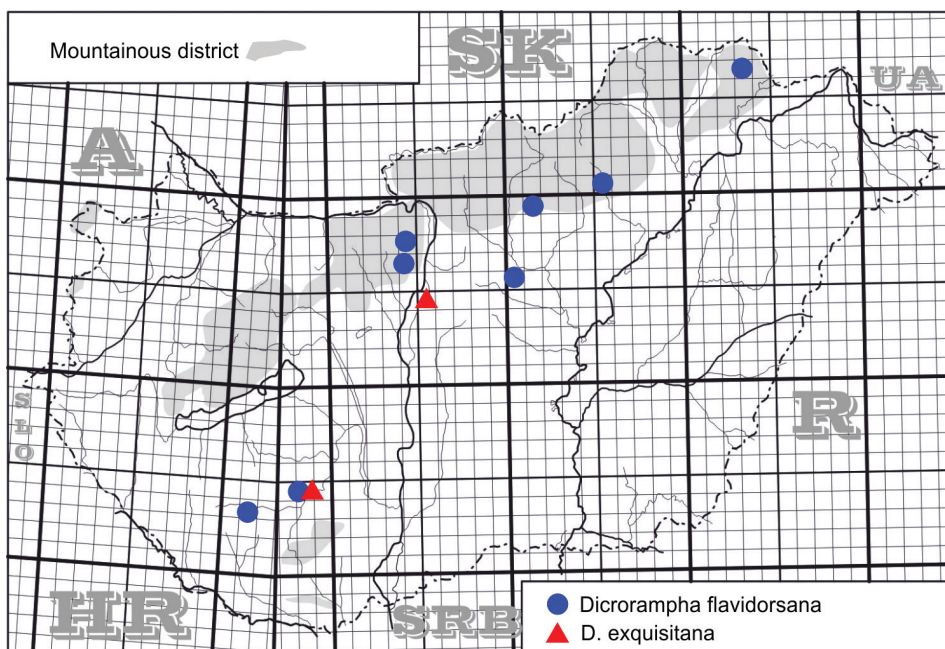 Mountainous district
SK
UA
A
R
SLO
HR
SRB
Dicrorampha flavidorsana
D. exquisitana